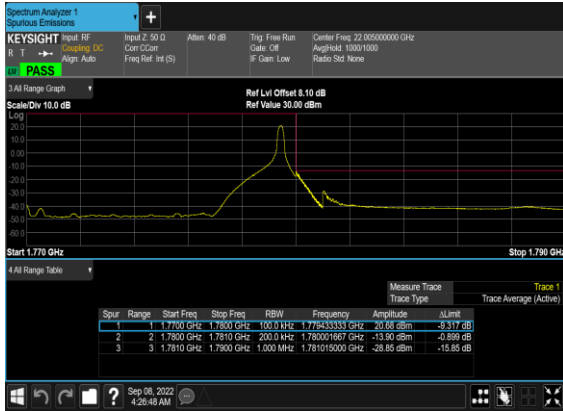 Spectrum Analyzer 1
Spurious Emissions
+
KEYSIGHT Input: RF Input Z: 50 Ω Atten: 40 dB Trig: Free Run Center Freq: 22.005000000 GHz
R T Coupling: DC Corr CCorr Gate: Off Avg|Hold: 1000/1000
Align: Auto Freq Ref: Int (S) IF Gain: Low Radio Std: None
PASS
3 All Range Graph
Ref Lvl Offset 8.10 dB
Scale/Div 10.0 dB Ref Value 30.00 dBm
Log
20.0
10.0
0.00
-10.0
-20.0
-30.0
-40.0
-50.0
-60.0
Start 1.770 GHz Stop 1.790 GHz
4 All Range Table
Measure Trace Trace 1
Trace Type Trace Average (Active)
Spur Range Start Freq Stop Freq RBW Frequency Amplitude ΔLimit
1 1 1.7700 GHz 1.7800 GHz 100.0 kHz 1.779433333 GHz 20.68 dBm -9.317 dB
2 2 1.7800 GHz 1.7810 GHz 200.0 kHz 1.780001667 GHz -13.90 dBm -0.899 dB
3 3 1.7810 GHz 1.7900 GHz 1.000 MHz 1.781015000 GHz -28.85 dBm -15.85 dB
? Sep 08, 2022
4:26:48 AM